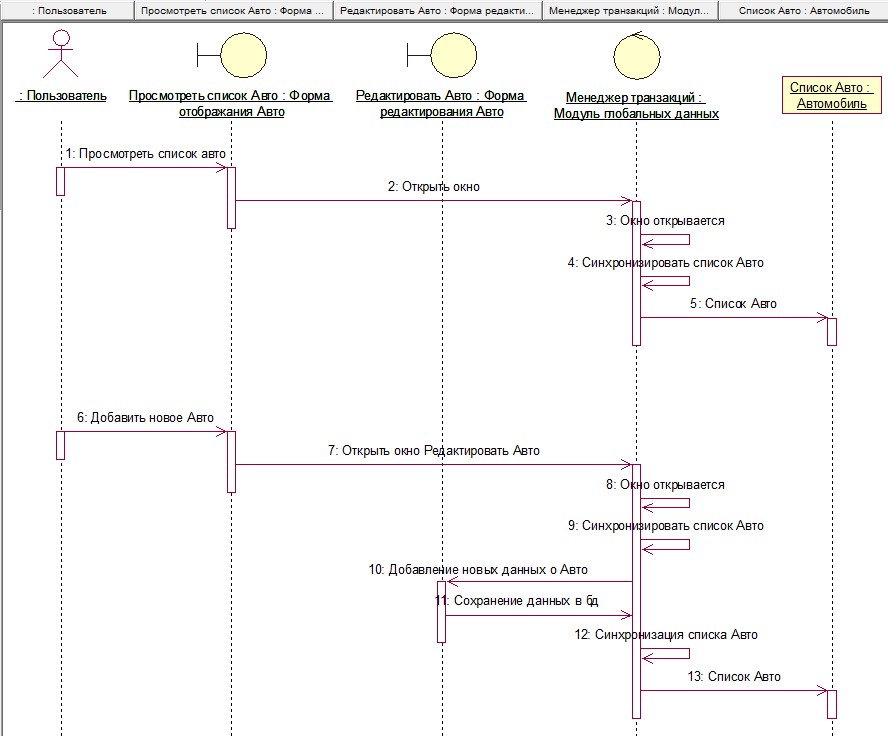 : Пользователь
Просмотреть список Авто : Форма ...
Редактировать Авто : Форма редакти...
Менеджер транзакций : Модул...
Список Авто : Автомобиль
: Пользователь
Просмотреть список Авто : Форма
отображания Авто
Редактировать Авто : Форма
редактирования Авто
Менеджер транзакций :
Модуль глобальных данных
Список Авто :
Автомобиль
1: Просмотреть список авто
2: Открыть окно
3: Окно открывается
4: Синхронизировать список Авто
5: Список Авто
6: Добавить новое Авто
7: Открыть окно Редактировать Авто
8: Окно открывается
9: Синхронизировать список Авто
10: Добавление новых данных о Авто
11: Сохранение данных в бд
12: Синхронизация списка Авто
13: Список Авто